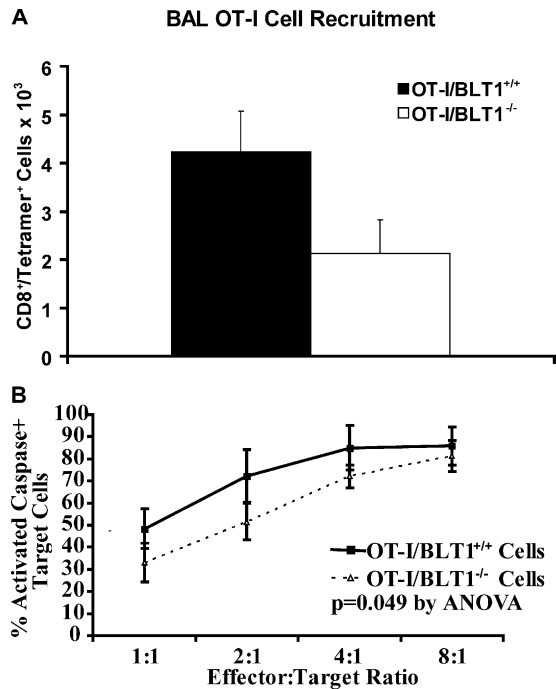 A
BAL OT-I Cell Recruitment
CD8⁺/Tetramer⁺ Cells x 10³
6
5
4
3
2
1
0
OT-I/BLT1⁺/⁺
OT-I/BLT1⁻/⁻
B
% Activated Caspase+
Target Cells
100
90
80
70
60
50
40
30
20
10
0
OT-I/BLT1⁺/⁺ Cells
OT-I/BLT1⁻/⁻ Cells
p=0.049 by ANOVA
1:1 2:1 4:1 8:1
Effector:Target Ratio